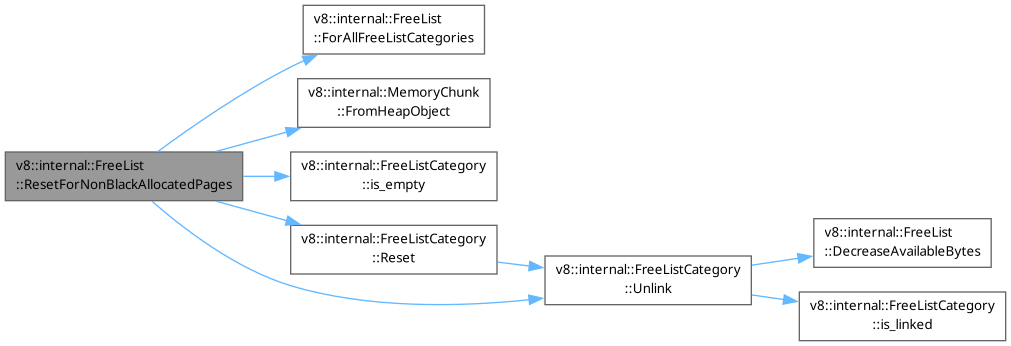 v8::internal::FreeList
::ForAllFreeListCategories
v8::internal::MemoryChunk
::FromHeapObject
v8::internal::FreeList
::ResetForNonBlackAllocatedPages
v8::internal::FreeListCategory
::is_empty
v8::internal::FreeListCategory
::Reset
v8::internal::FreeListCategory
::Unlink
v8::internal::FreeList
::DecreaseAvailableBytes
v8::internal::FreeListCategory
::is_linked